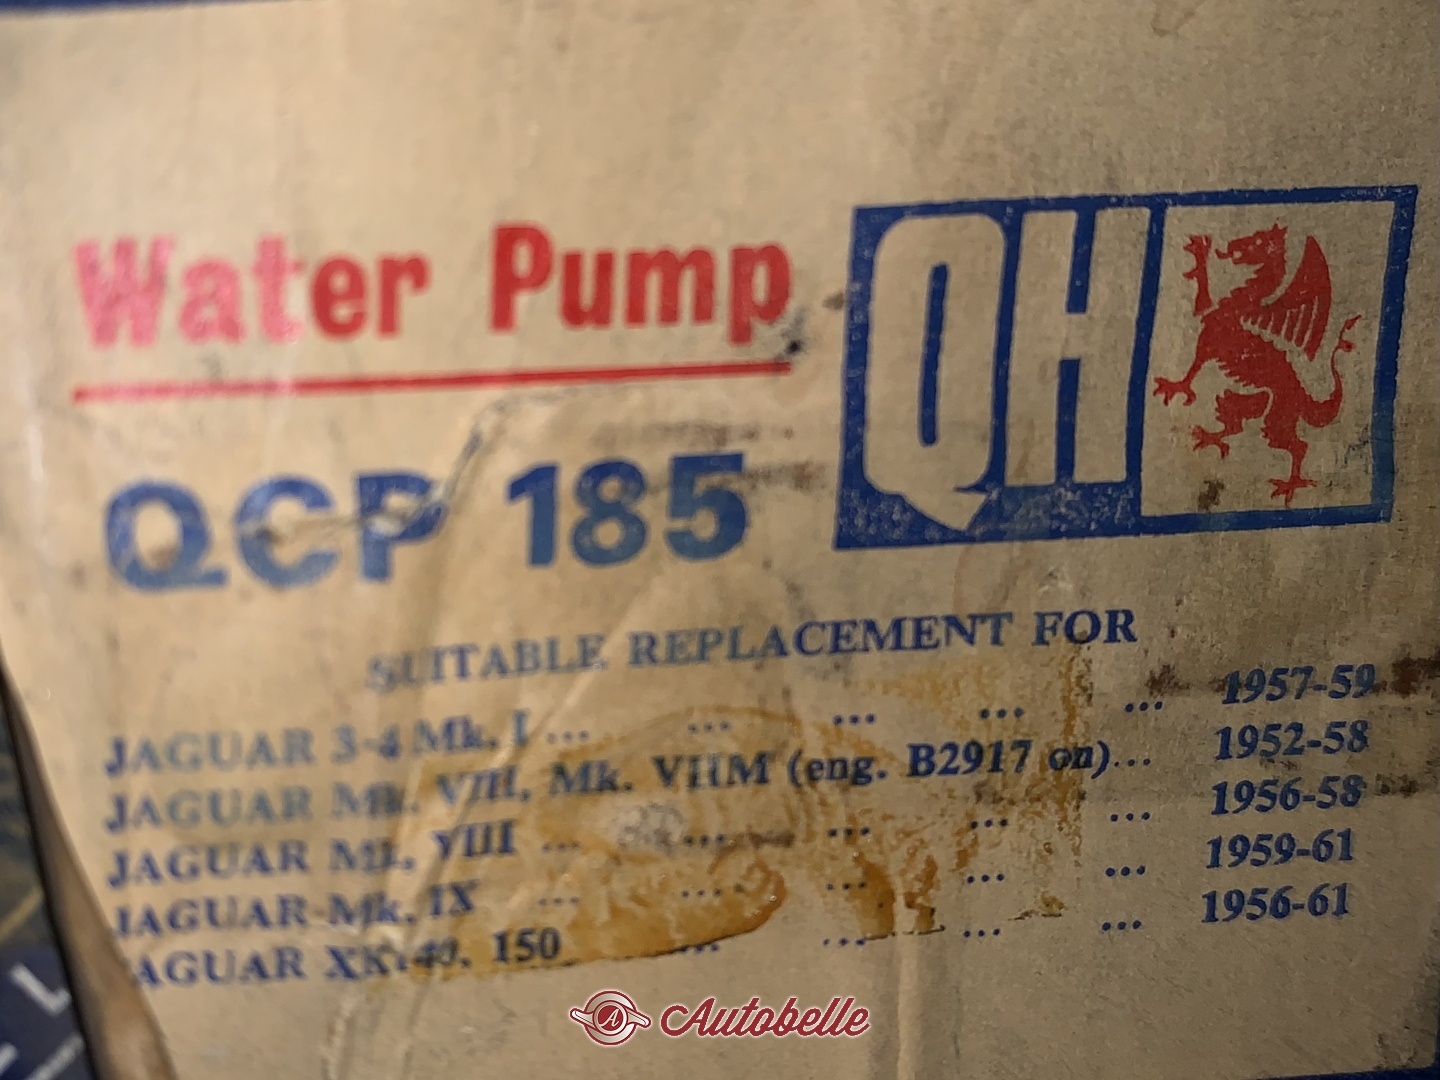 Water Pump
QH
QCP 185
SUITABLE REPLACEMENT FOR
JAGUAR 3-4 Mk. I ... ... ... ... ... 1957-59
JAGUAR Mk. VIII, Mk. VIIM (eng. B2917 on)... 1952-58
JAGUAR Mk. VIII ... ... ... ... ... 1956-58
JAGUAR Mk. IX ... ... ... ... ... 1959-61
JAGUAR XK 140, 150 ... ... ... ... 1956-61
Autobelle